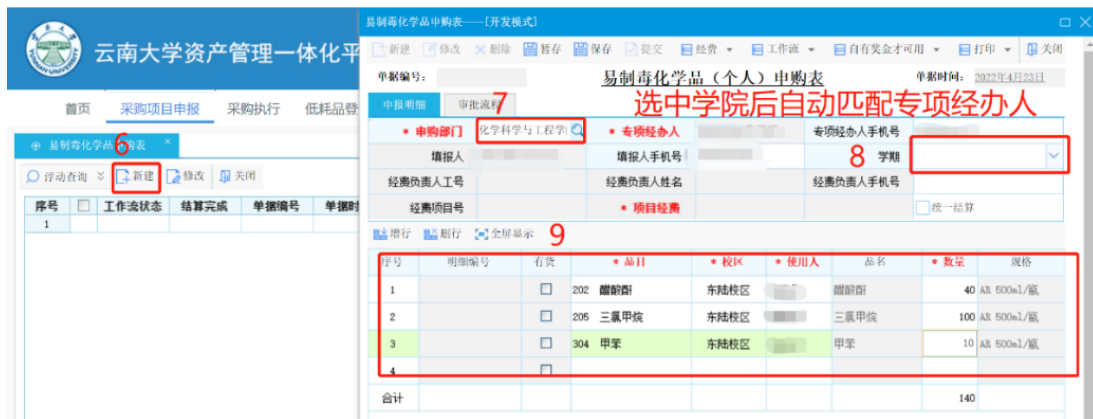 易制毒化学品申购表----[开发模式]
云南大学资产管理一体化平
新建 修改 删除 暂存 保存 提交 经费 工作流 自有奖金才可用 打印 关闭
单据编号： 易制毒化学品（个人）申购表 单据时间： 2022年4月23日
首页 采购项目申报 采购执行 低耗品登
申报明细 审批流程 7 选中学院后自动匹配专项经办人
* 申购部门 化学科学与工程学 * 专项经办人 专项经办人手机号
易制毒化学品申购表 × 6
填报人 填报人手机号 8 学期
浮动查询 新建 修改 关闭
经费负责人工号 经费负责人姓名 经费负责人手机号
序号 工作流状态 结算完成 单据编号 单据时
经费项目号 * 项目经费 统一结算
1
增行 删行 全屏显示 9
序号 明细编号 有货 * 品目 * 校区 * 使用人 品名 * 数量 规格
1 202 醋酸酐 东陆校区 醋酸酐 40 AR 500ml/瓶
2 205 三氯甲烷 东陆校区 三氯甲烷 100 AR 500ml/瓶
3 304 甲苯 东陆校区 甲苯 10 AR 500ml/瓶
4
合计 140